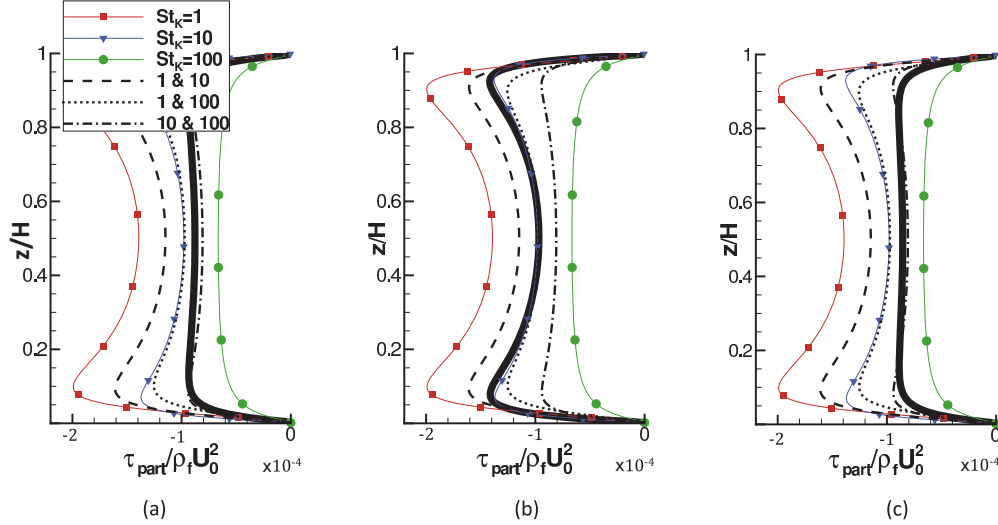 St_K=1
St_K=10
St_K=100
1 & 10
1 & 100
10 & 100
1
0.8
0.6
0.4
0.2
z/H
-2
-1
0
x10⁻⁴
τ_part/ρ_f U_0^2
(a)
1
0.8
0.6
0.4
0.2
z/H
-2
-1
0
x10⁻⁴
τ_part/ρ_f U_0^2
(b)
1
0.8
0.6
0.4
0.2
z/H
-2
-1
0
x10⁻⁴
τ_part/ρ_f U_0^2
(c)